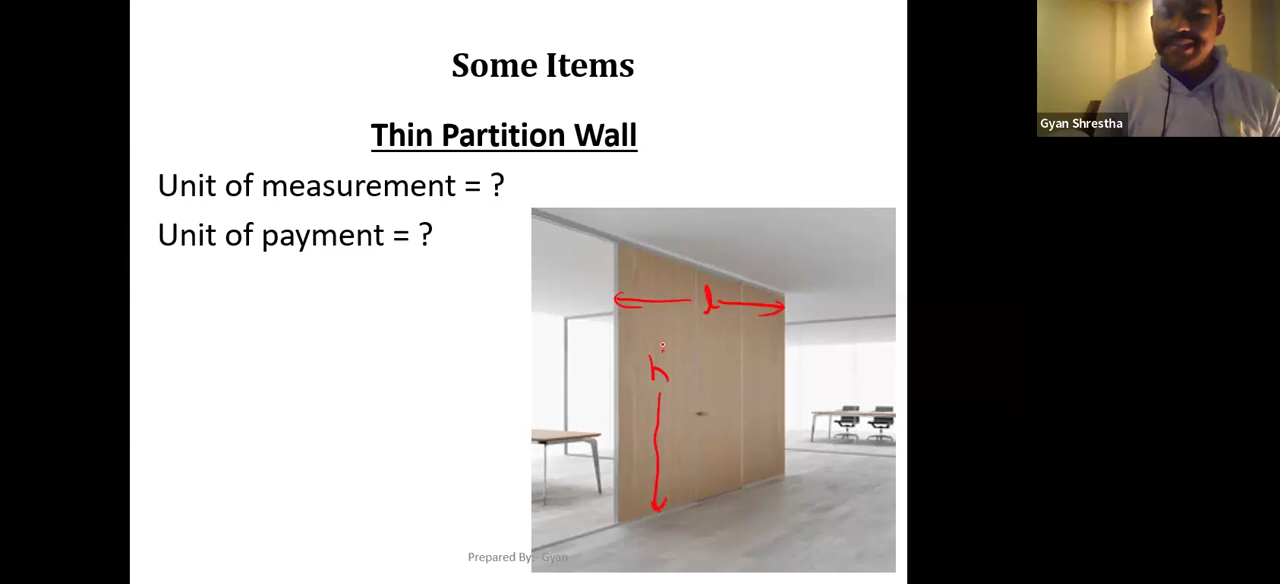 Some Items
Thin Partition Wall
Unit of measurement = ?
Unit of payment = ?
l
h
Prepared By:- Gyan
Gyan Shrestha